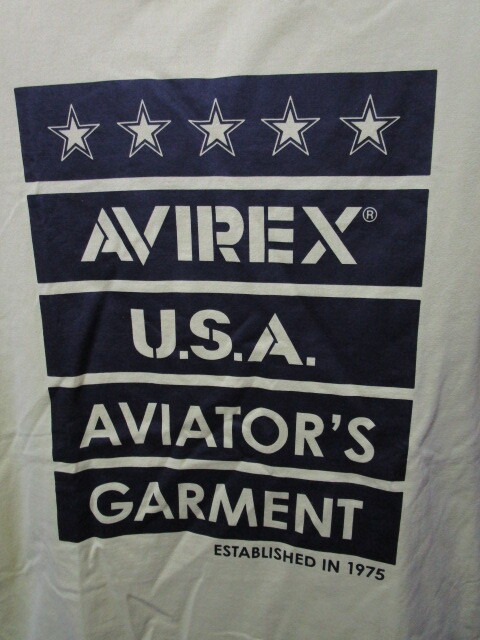 AVIREX®
U.S.A.
AVIATOR'S
GARMENT
ESTABLISHED IN 1975